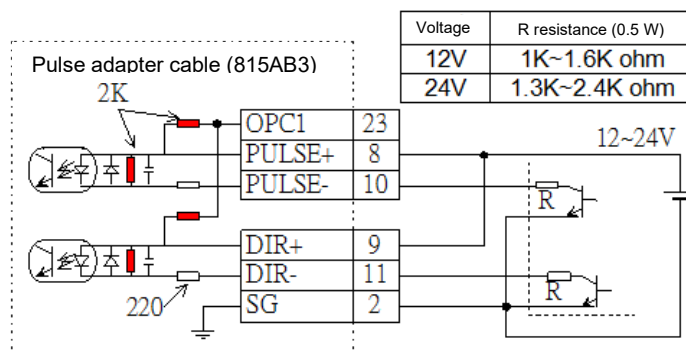 Voltage R resistance (0.5 W)
12V 1K~1.6K ohm
24V 1.3K~2.4K ohm
Pulse adapter cable (815AB3)
2K
OPC1 23
12~24V
PULSE+ 8
PULSE- 10
R
DIR+ 9
DIR- 11
R
220
SG 2